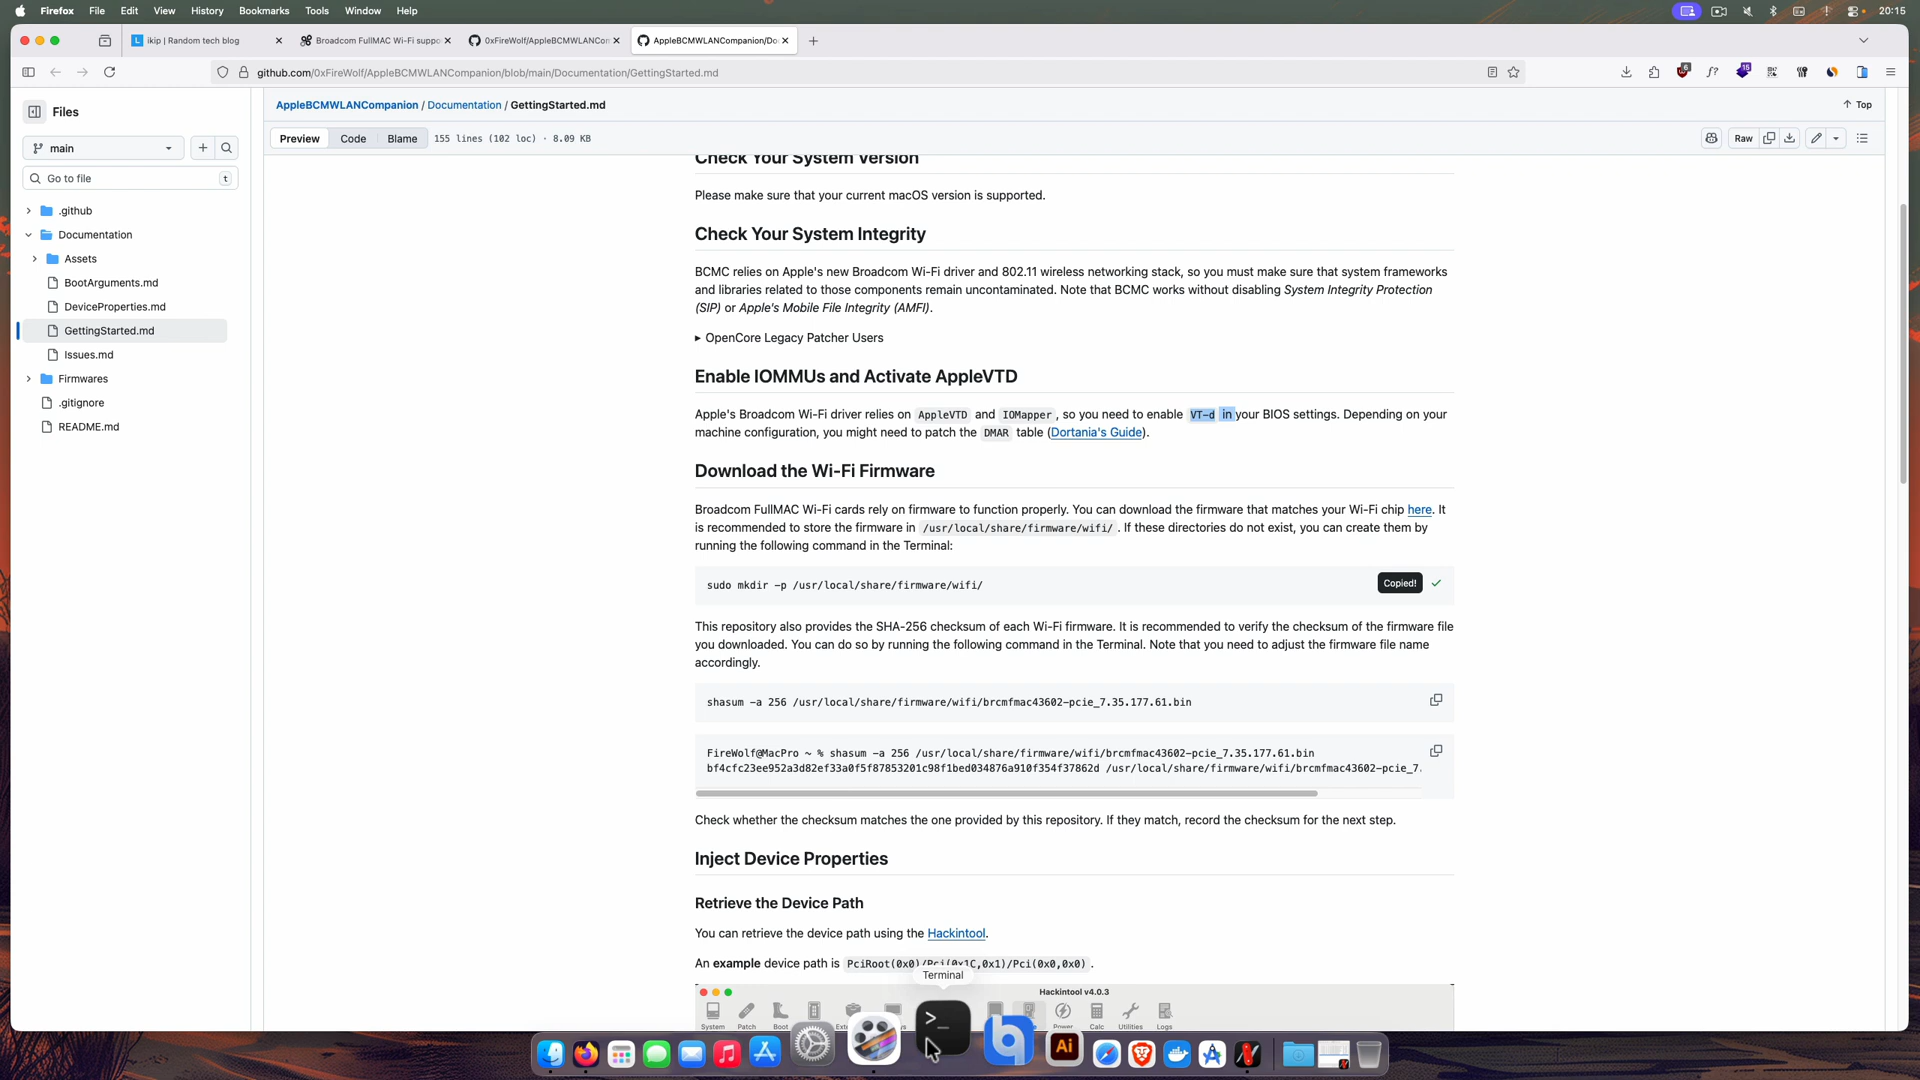 Firefox File Edit View History Bookmarks Tools Window Help 20:15
ikip | Random tech blog
Broadcom FullMAC Wi-Fi suppo
0xFireWolf/AppleBCMWLANCom
AppleBCMWLANCompanion/Do
github.com/0xFireWolf/AppleBCMWLANCompanion/blob/main/Documentation/GettingStarted.md
6
15
Files
main
Go to file
t
.github
Documentation
Assets
BootArguments.md
DeviceProperties.md
GettingStarted.md
Issues.md
Firmwares
.gitignore
README.md
AppleBCMWLANCompanion / Documentation / GettingStarted.md
Top
Preview Code Blame 155 lines (102 loc) · 8.09 KB
Raw
Check Your System Version
Please make sure that your current macOS version is supported.
Check Your System Integrity
BCMC relies on Apple's new Broadcom Wi-Fi driver and 802.11 wireless networking stack, so you must make sure that system frameworks
and libraries related to those components remain uncontaminated. Note that BCMC works without disabling System Integrity Protection
(SIP) or Apple's Mobile File Integrity (AMFI).
OpenCore Legacy Patcher Users
Enable IOMMUs and Activate AppleVTD
Apple's Broadcom Wi-Fi driver relies on AppleVTD and IOMapper , so you need to enable VT-d in your BIOS settings. Depending on your
machine configuration, you might need to patch the DMAR table (Dortania's Guide).
Download the Wi-Fi Firmware
Broadcom FullMAC Wi-Fi cards rely on firmware to function properly. You can download the firmware that matches your Wi-Fi chip here. It
is recommended to store the firmware in /usr/local/share/firmware/wifi/ . If these directories do not exist, you can create them by
running the following command in the Terminal:
sudo mkdir -p /usr/local/share/firmware/wifi/
Copied!
This repository also provides the SHA-256 checksum of each Wi-Fi firmware. It is recommended to verify the checksum of the firmware file
you downloaded. You can do so by running the following command in the Terminal. Note that you need to adjust the firmware file name
accordingly.
shasum -a 256 /usr/local/share/firmware/wifi/brcmfmac43602-pcie_7.35.177.61.bin
FireWolf@MacPro ~ % shasum -a 256 /usr/local/share/firmware/wifi/brcmfmac43602-pcie_7.35.177.61.bin
bf4cfc23ee952a3d82ef33a0f5f87853201c98f1bed034876a910f354f37862d /usr/local/share/firmware/wifi/brcmfmac43602-pcie_7.
Check whether the checksum matches the one provided by this repository. If they match, record the checksum for the next step.
Inject Device Properties
Retrieve the Device Path
You can retrieve the device path using the Hackintool.
An example device path is PciRoot(0x0)/Pci(0x1C,0x1)/Pci(0x0,0x0) .
Terminal
Hackintool v4.0.3
System Patch Boot Power Calc Utilities Logs
Ai